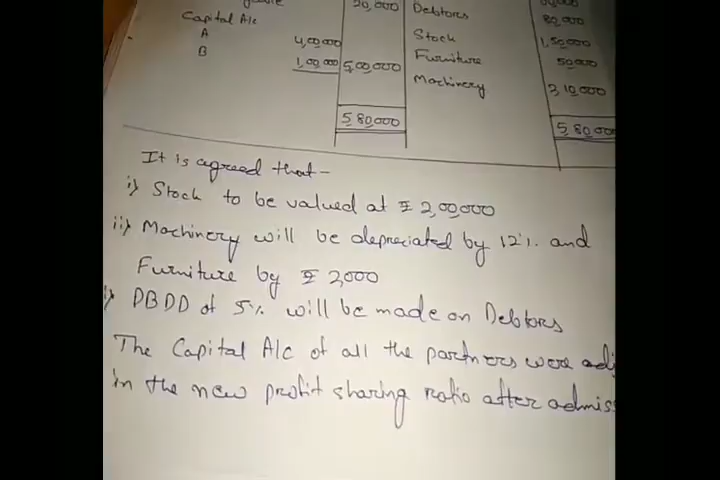 20,000 Debtors 80,000
Capital A/c
A 4,00,000 Stock 1,50,000
B 1,00,000 5,00,000 Furniture 50,000
Machinery
5,80,000 5,80,000
It is agreed that-
i) Stock to be valued at ₹ 2,00,000
ii) Machinery will be depreciated by 12% and
Furniture by ₹ 2,000
PBDD of 5% will be made on Debtors
The Capital A/c of all the partners were
in the new profit sharing ratio after